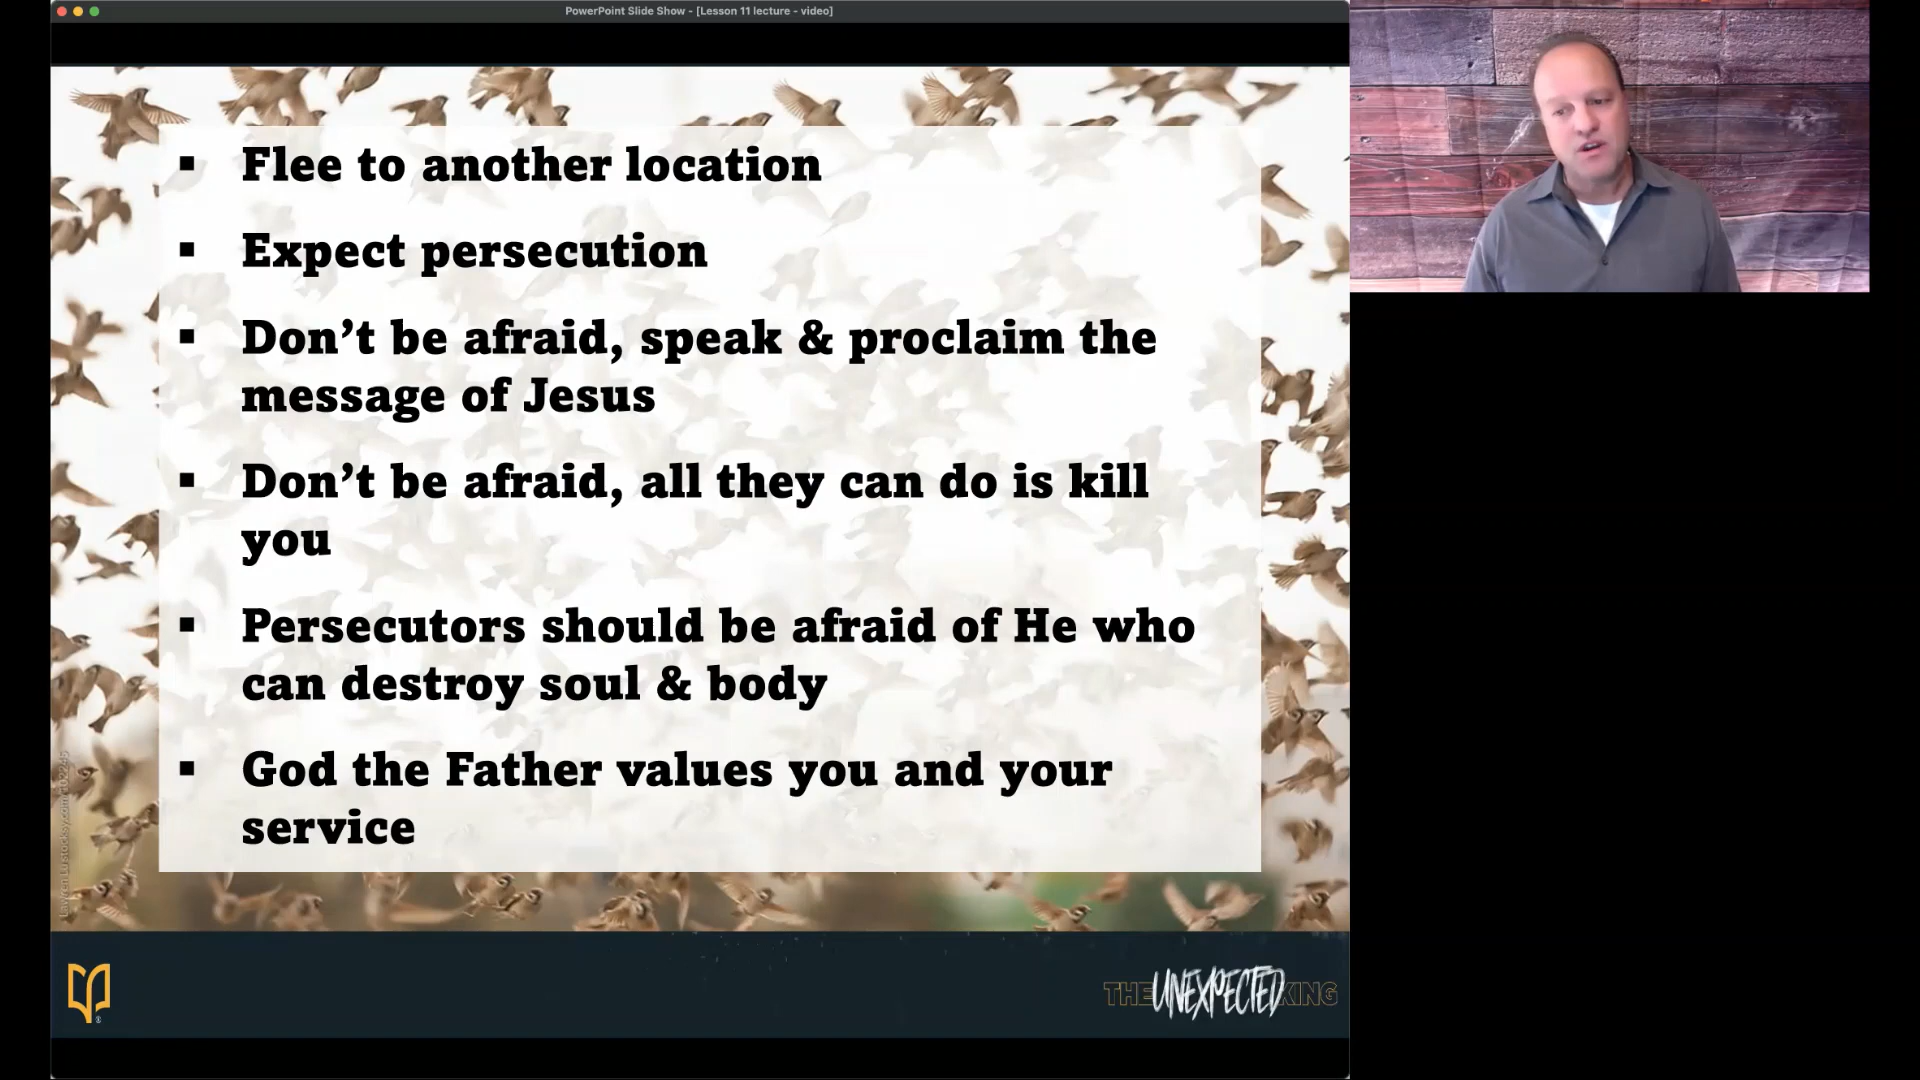 PowerPoint Slide Show - [Lesson 11 lecture - video]
▪ Flee to another location
▪ Expect persecution
▪ Don’t be afraid, speak & proclaim the
message of Jesus
▪ Don’t be afraid, all they can do is kill
you
▪ Persecutors should be afraid of He who
can destroy soul & body
▪ God the Father values you and your
service
THE UNEXPECTED KING